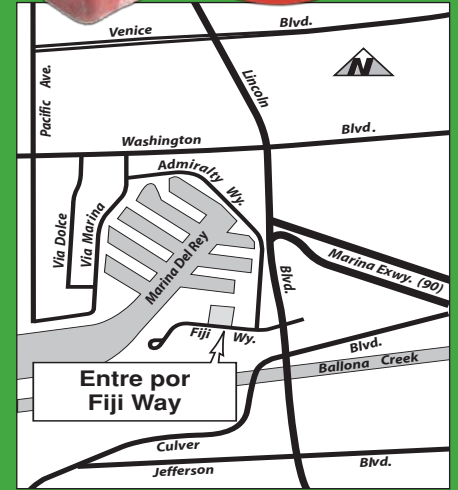 Venice Blvd.
Pacific Ave.
Lincoln Blvd.
N
Washington Blvd.
Admiralty Wy.
Via Dolce
Via Marina
Marina Del Rey
Marina Exwy. (90)
Fiji Wy.
Entre por
Fiji Way
Blvd.
Ballona Creek
Culver
Jefferson Blvd.